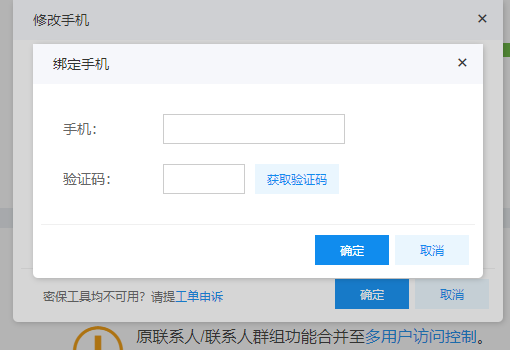 修改手机
×
绑定手机
×
手机：
验证码： 获取验证码
确定 取消
密保工具均不可用？请提工单申诉 确定 取消
原联系人/联系人群组功能合并至多用户访问控制。